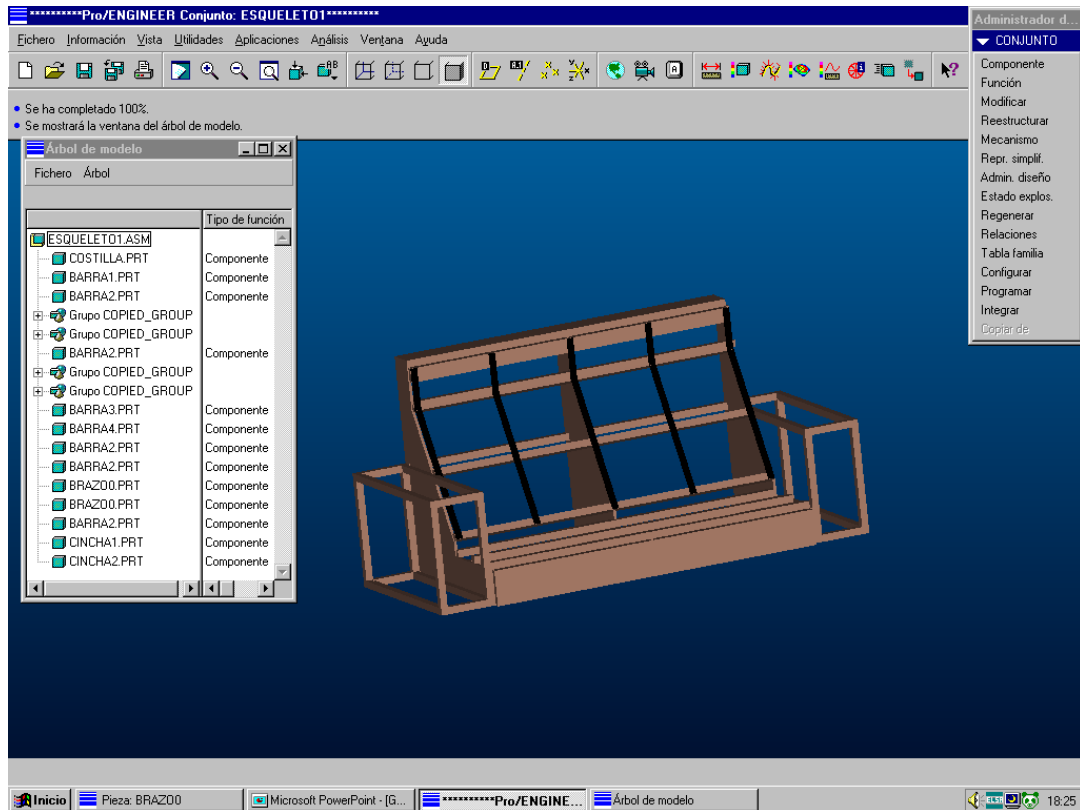 **********Pro/ENGINEER Conjunto: ESQUELETO1**********
Fichero Información Vista Utilidades Aplicaciones Análisis Ventana Ayuda
Se ha completado 100%.
Se mostrará la ventana del árbol de modelo.
Árbol de modelo
Fichero Árbol
Tipo de función
ESQUELETO1.ASM
COSTILLA.PRT Componente
BARRA1.PRT Componente
BARRA2.PRT Componente
Grupo COPIED_GROUP
Grupo COPIED_GROUP
BARRA2.PRT Componente
Grupo COPIED_GROUP
Grupo COPIED_GROUP
BARRA3.PRT Componente
BARRA4.PRT Componente
BARRA2.PRT Componente
BARRA2.PRT Componente
BRAZO0.PRT Componente
BRAZO0.PRT Componente
BARRA2.PRT Componente
CINCHA1.PRT Componente
CINCHA2.PRT Componente
Administrador d...
CONJUNTO
Componente
Función
Modificar
Reestructurar
Mecanismo
Repr. simplif.
Admin. diseño
Estado explos.
Regenerar
Relaciones
Tabla familia
Configurar
Programar
Integrar
Copiar de
Inicio Pieza: BRAZO0 Microsoft PowerPoint - [G... **********Pro/ENGINE... Árbol de modelo 18:25